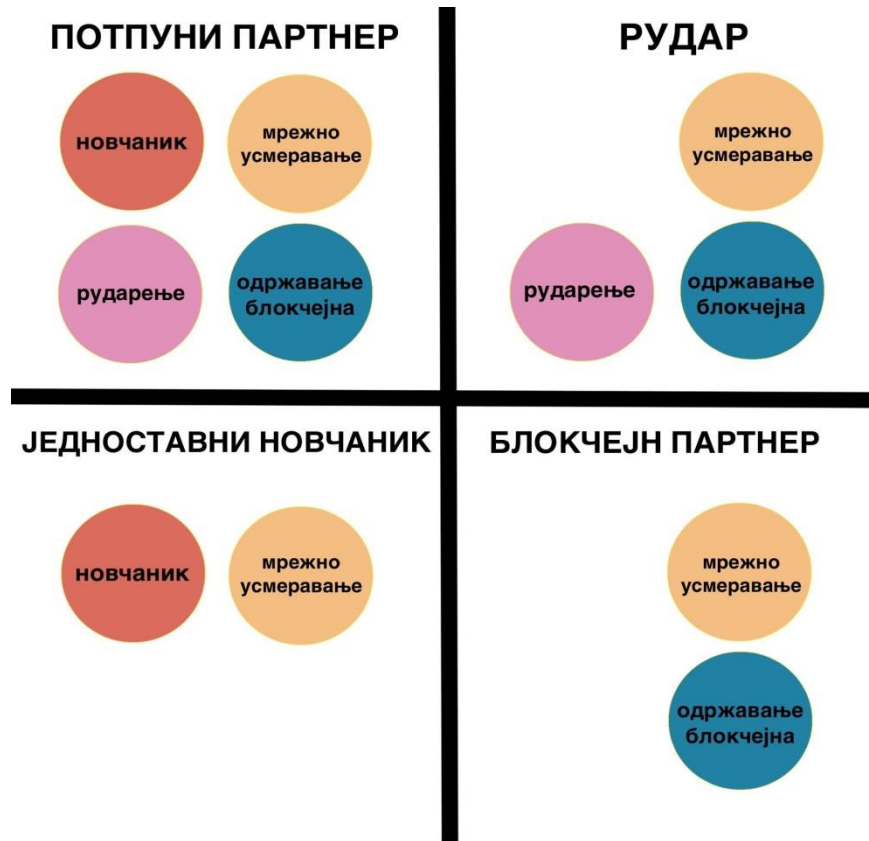 ПОТПУНИ ПАРТНЕР
новчаник
мрежно
усмеравање
рударење
одржавање
блокчејна
РУДАР
мрежно
усмеравање
рударење
одржавање
блокчејна
ЈЕДНОСТАВНИ НОВЧАНИК
новчаник
мрежно
усмеравање
БЛОКЧЕЈН ПАРТНЕР
мрежно
усмеравање
одржавање
блокчејна